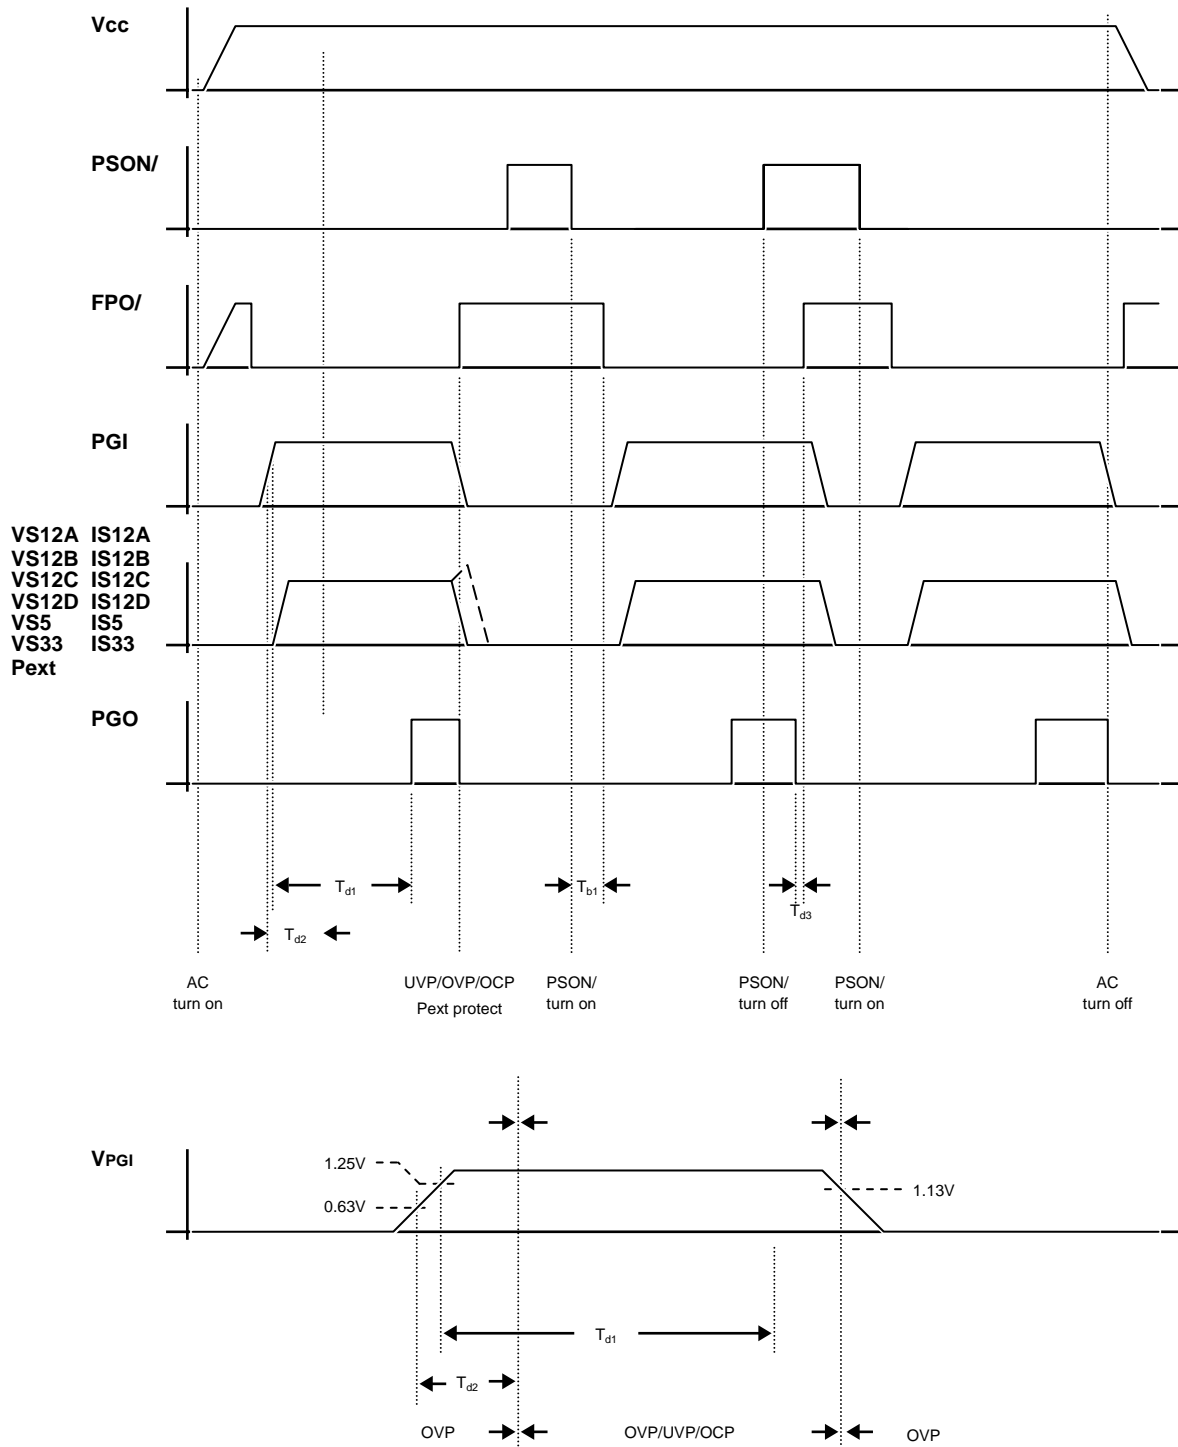 Vcc
PSON/
FPO/
PGI
VS12A IS12A
VS12B IS12B
VS12C IS12C
VS12D IS12D
VS5 IS5
VS33 IS33
Pext
PGO
Td1
Tb1
Td3
Td2
AC
turn on
UVP/OVP/OCP
Pext protect
PSON/
turn on
PSON/
turn off
PSON/
turn on
AC
turn off
VPGI
1.25V
0.63V
1.13V
Td1
Td2
OVP
OVP/UVP/OCP
OVP